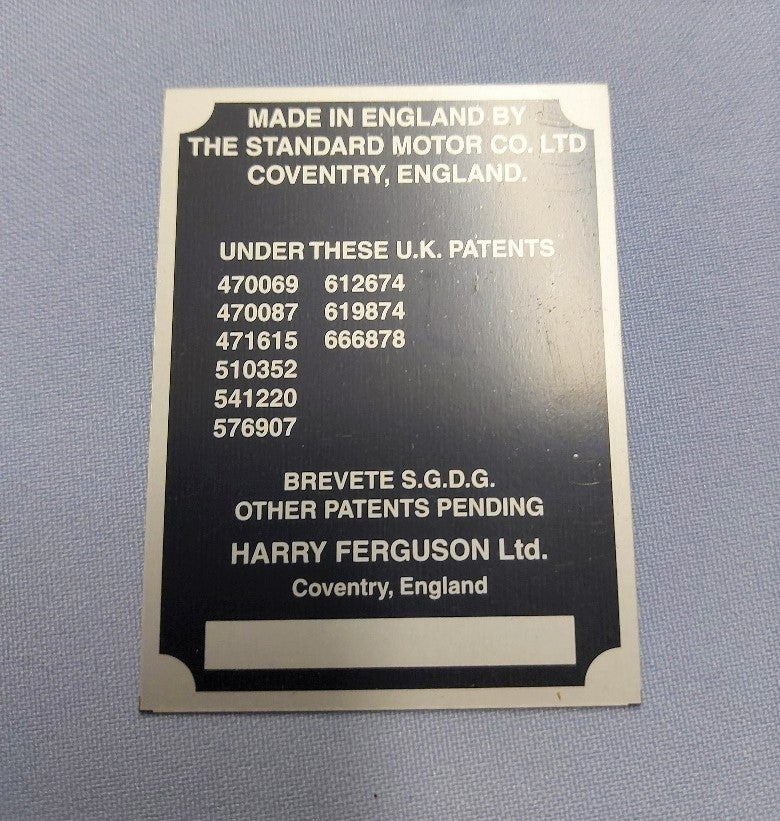 MADE IN ENGLAND BY
THE STANDARD MOTOR CO. LTD
COVENTRY, ENGLAND.
UNDER THESE U.K. PATENTS
470069 612674
470087 619874
471615 666878
510352
541220
576907
BREVETE S.G.D.G.
OTHER PATENTS PENDING
HARRY FERGUSON Ltd.
Coventry, England